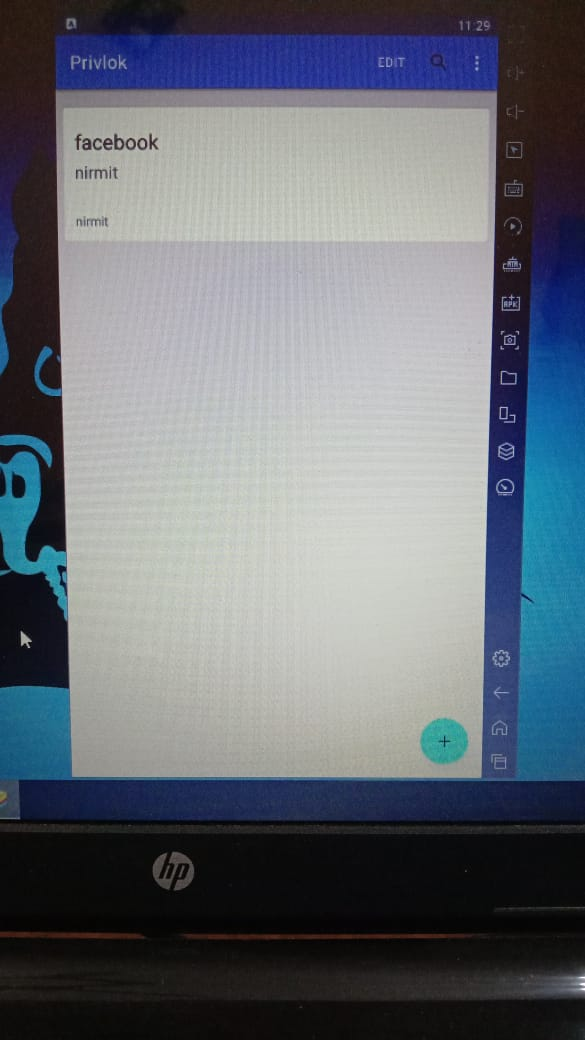 11:29
Privlok EDIT
facebook
nirmit
nirmit
APK
hp